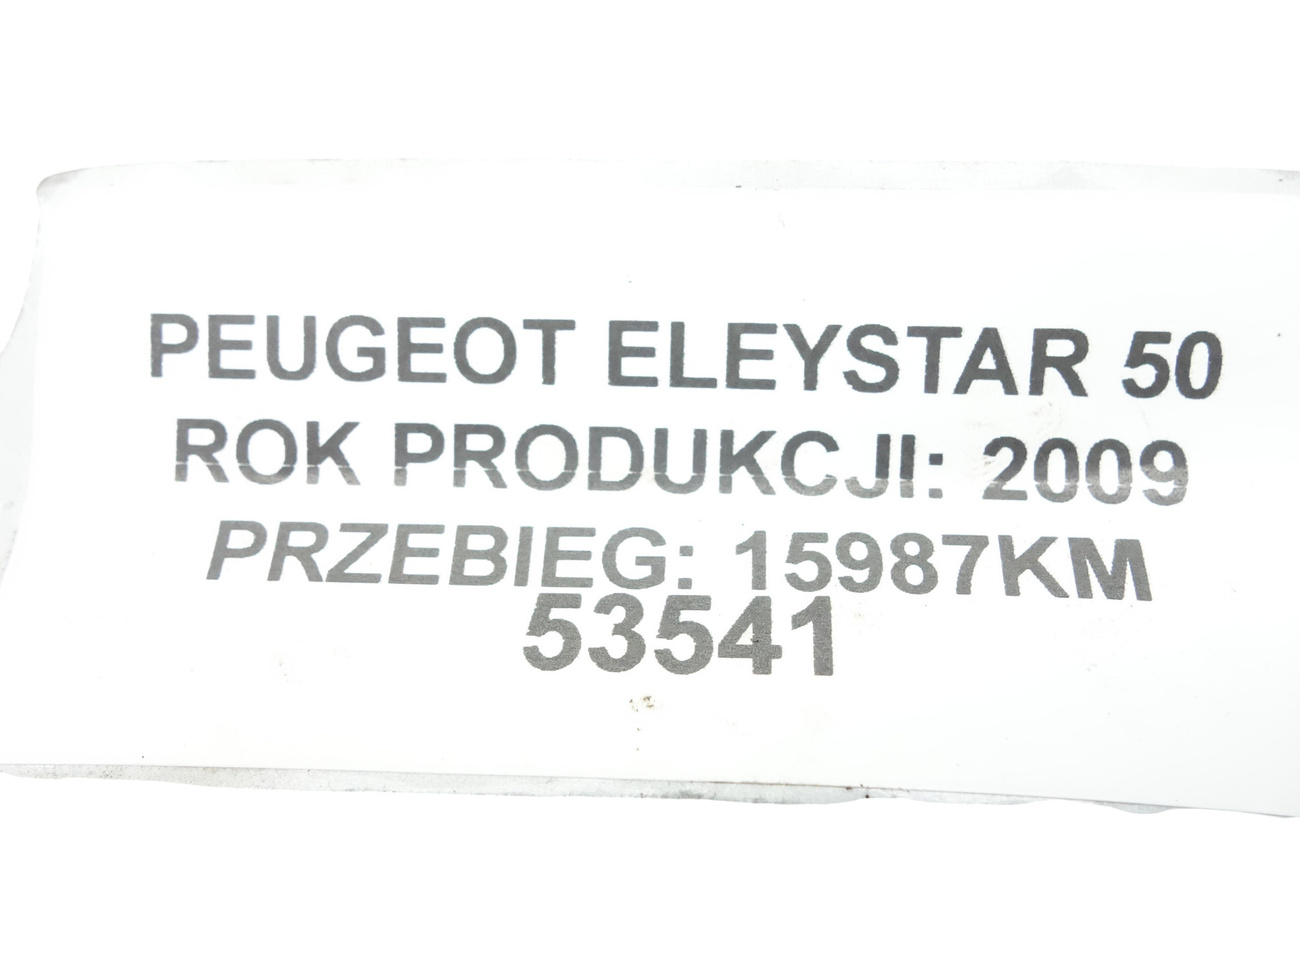 PEUGEOT ELEYSTAR 50
ROK PRODUKCJI: 2009
PRZEBIEG: 15987KM
53541